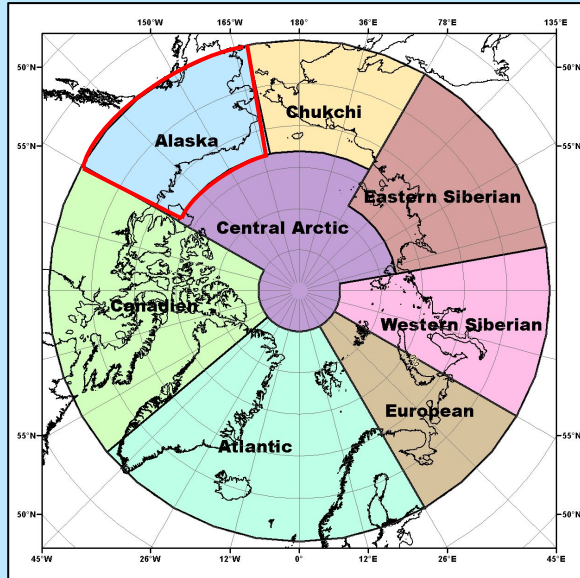 150°W 165°W 180° 36°E 78°E 135°E
50°N 50°N
Chukchi
Alaska
55°N 55°N
Eastern Siberian
Central Arctic
Canadien
Western Siberian
European
Atlantic
55°N 55°N
50°N 50°N
45°W 26°W 12°W 0° 12°E 26°E 45°E